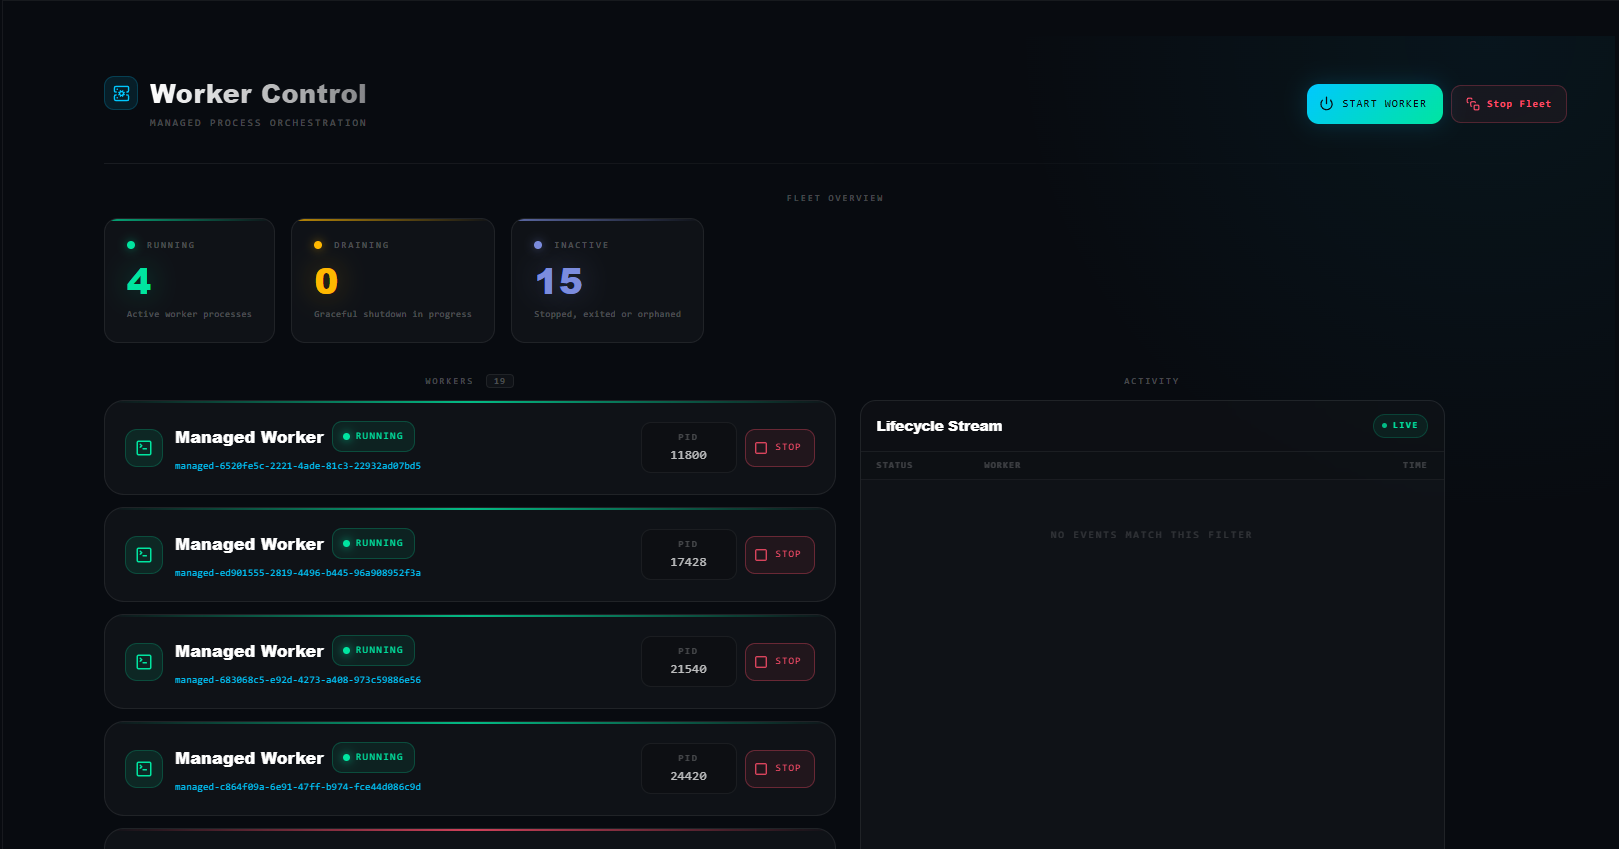 Worker Control
MANAGED PROCESS ORCHESTRATION
START WORKER
Stop Fleet
FLEET OVERVIEW
RUNNING
4
Active worker processes
DRAINING
0
Graceful shutdown in progress
INACTIVE
15
Stopped, exited or orphaned
WORKERS 19
Managed Worker RUNNING
managed-6520fe5c-2221-4ade-81c3-22932ad07bd5
PID
11800
STOP
Managed Worker RUNNING
managed-ed901555-2819-4496-b445-96a908952f3a
PID
17428
STOP
Managed Worker RUNNING
managed-683068c5-e92d-4273-a408-973c59886e56
PID
21540
STOP
Managed Worker RUNNING
managed-c864f09a-6e91-47ff-b974-fce44d086c9d
PID
24420
STOP
ACTIVITY
Lifecycle Stream
LIVE
STATUS WORKER TIME
NO EVENTS MATCH THIS FILTER